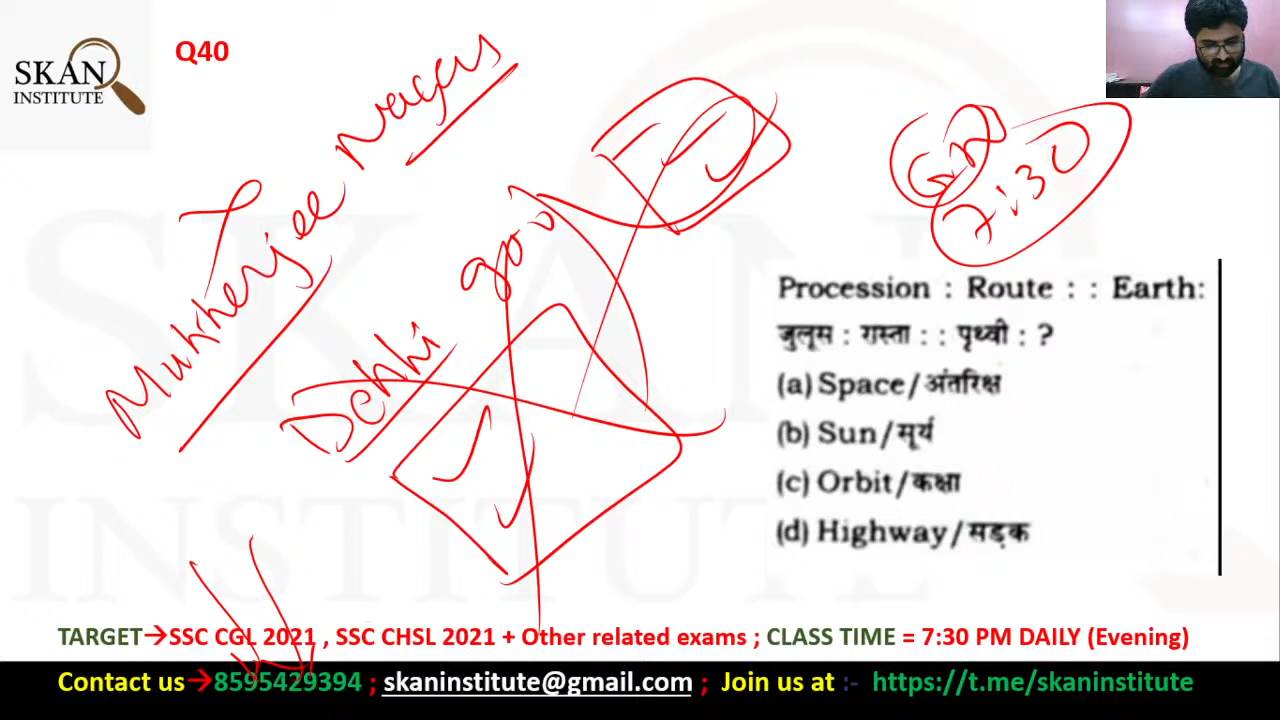 SKAN
INSTITUTE
Q40
Mukherjee Nagar
Delhi
7:30
Procession : Route : : Earth:
जुलूस : रास्ता : : पृथ्वी : ?
(a) Space/अंतरिक्ष
(b) Sun/सूर्य
(c) Orbit/कक्षा
(d) Highway/सड़क
SKAN
INSTITUTE
TARGET→SSC CGL 2021 , SSC CHSL 2021 + Other related exams ; CLASS TIME = 7:30 PM DAILY (Evening)
Contact us→8595429394 ; skaninstitute@gmail.com ; Join us at :- https://t.me/skaninstitute